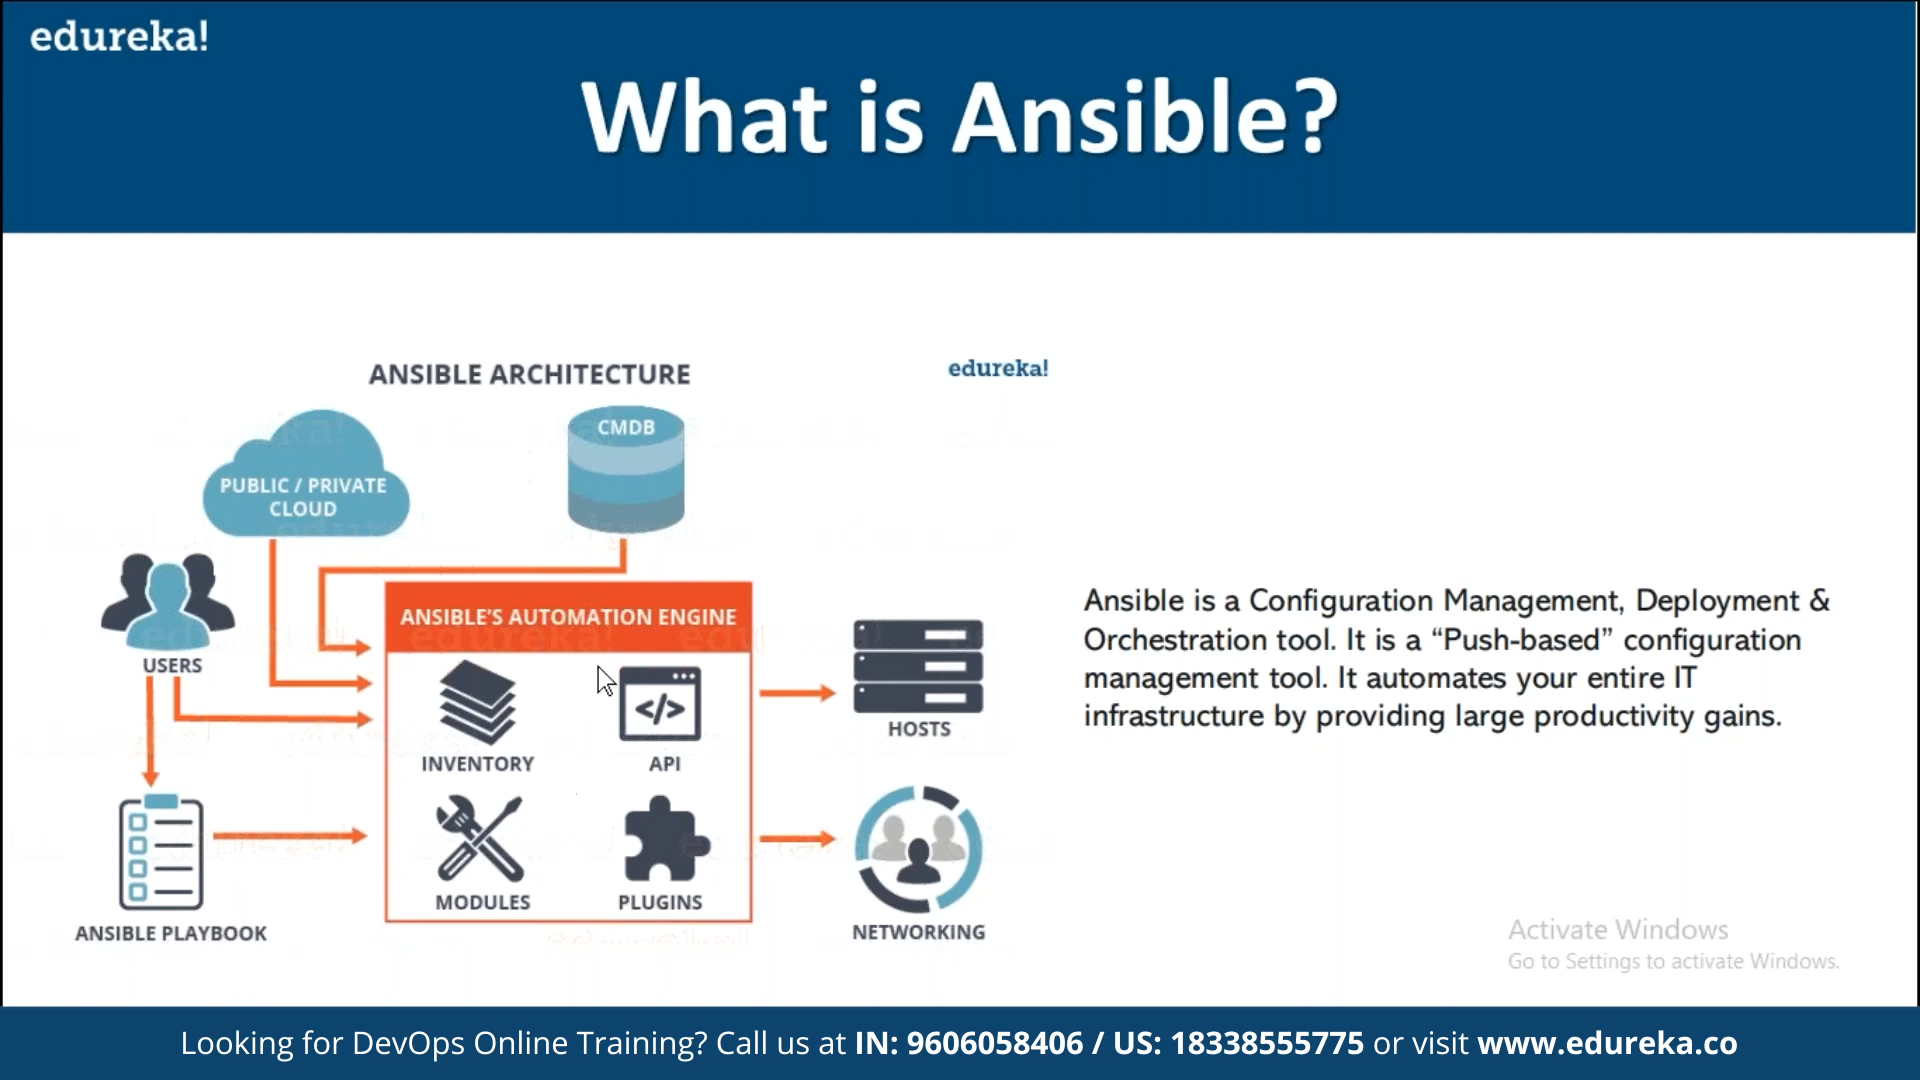 edureka!
What is Ansible?
ANSIBLE ARCHITECTURE
edureka!
CMDB
PUBLIC / PRIVATE
CLOUD
USERS
ANSIBLE'S AUTOMATION ENGINE
INVENTORY
API
MODULES
PLUGINS
HOSTS
NETWORKING
ANSIBLE PLAYBOOK
Ansible is a Configuration Management, Deployment &
Orchestration tool. It is a “Push-based” configuration
management tool. It automates your entire IT
infrastructure by providing large productivity gains.
Activate Windows
Go to Settings to activate Windows.
Looking for DevOps Online Training? Call us at IN: 9606058406 / US: 18338555775 or visit www.edureka.co